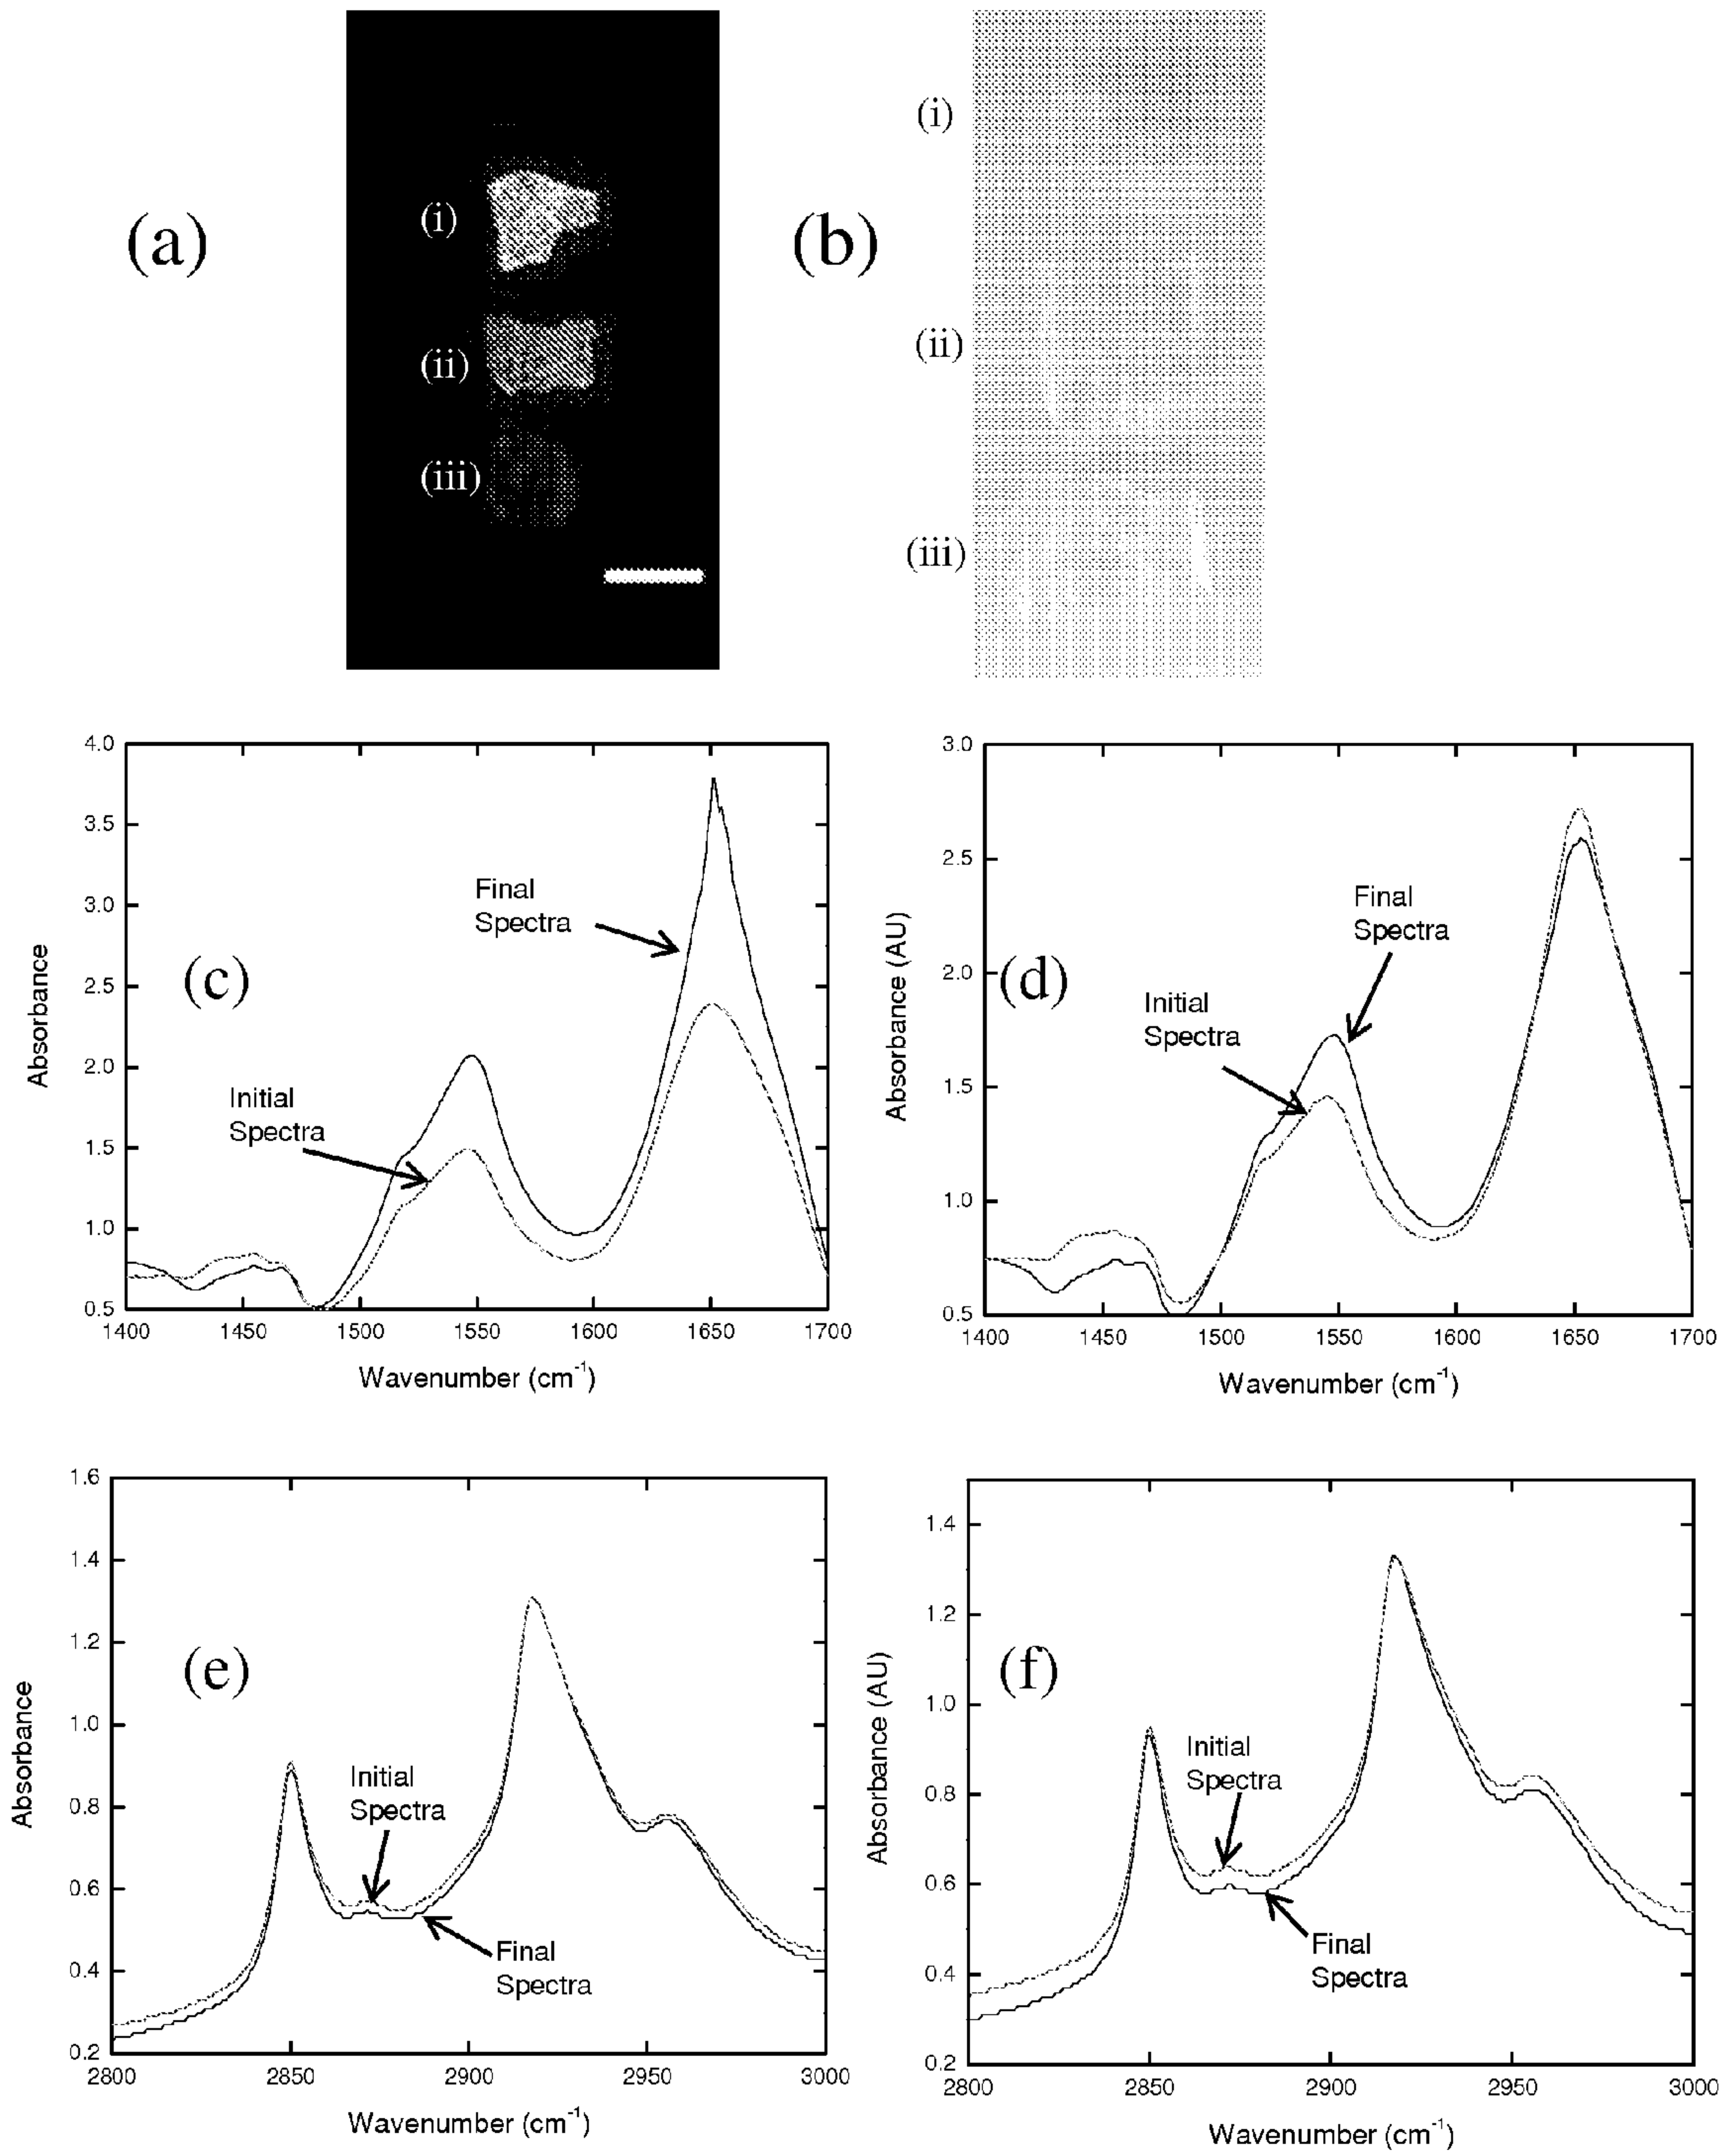 (a)
(i)
(ii)
(iii)
(b)
(i)
(ii)
(iii)
4.0
3.5
3.0
2.5
2.0
1.5
1.0
0.5
Absorbance
(c)
Final
Spectra
Initial
Spectra
1400 1450 1500 1550 1600 1650 1700
Wavenumber (cm⁻¹)
3.0
2.5
2.0
1.5
1.0
0.5
Absorbance (AU)
(d)
Final
Spectra
Initial
Spectra
1400 1450 1500 1550 1600 1650 1700
Wavenumber (cm⁻¹)
1.6
1.4
1.2
1.0
0.8
0.6
0.4
0.2
Absorbance
(e)
Initial
Spectra
Final
Spectra
2800 2850 2900 2950 3000
Wavenumber (cm⁻¹)
1.4
1.2
1.0
0.8
0.6
0.4
0.2
Absorbance (AU)
(f)
Initial
Spectra
Final
Spectra
2800 2850 2900 2950 3000
Wavenumber (cm⁻¹)